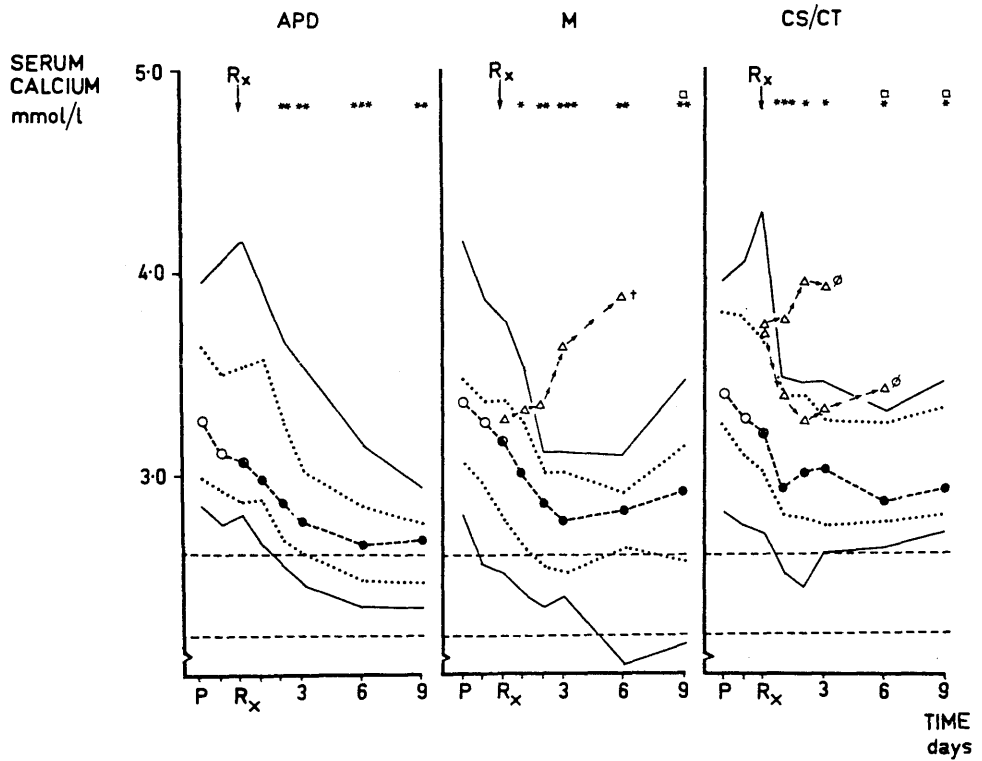 APD M CS/CT
SERUM
CALCIUM
mmol/l
5·0
4·0
3·0
Rx Rx Rx
** ** *** **
* ** *** ** **
*** * * * *
†
ø
ø
P Rx 3 6 9
P Rx 3 6 9
P Rx 3 6 9
TIME
days